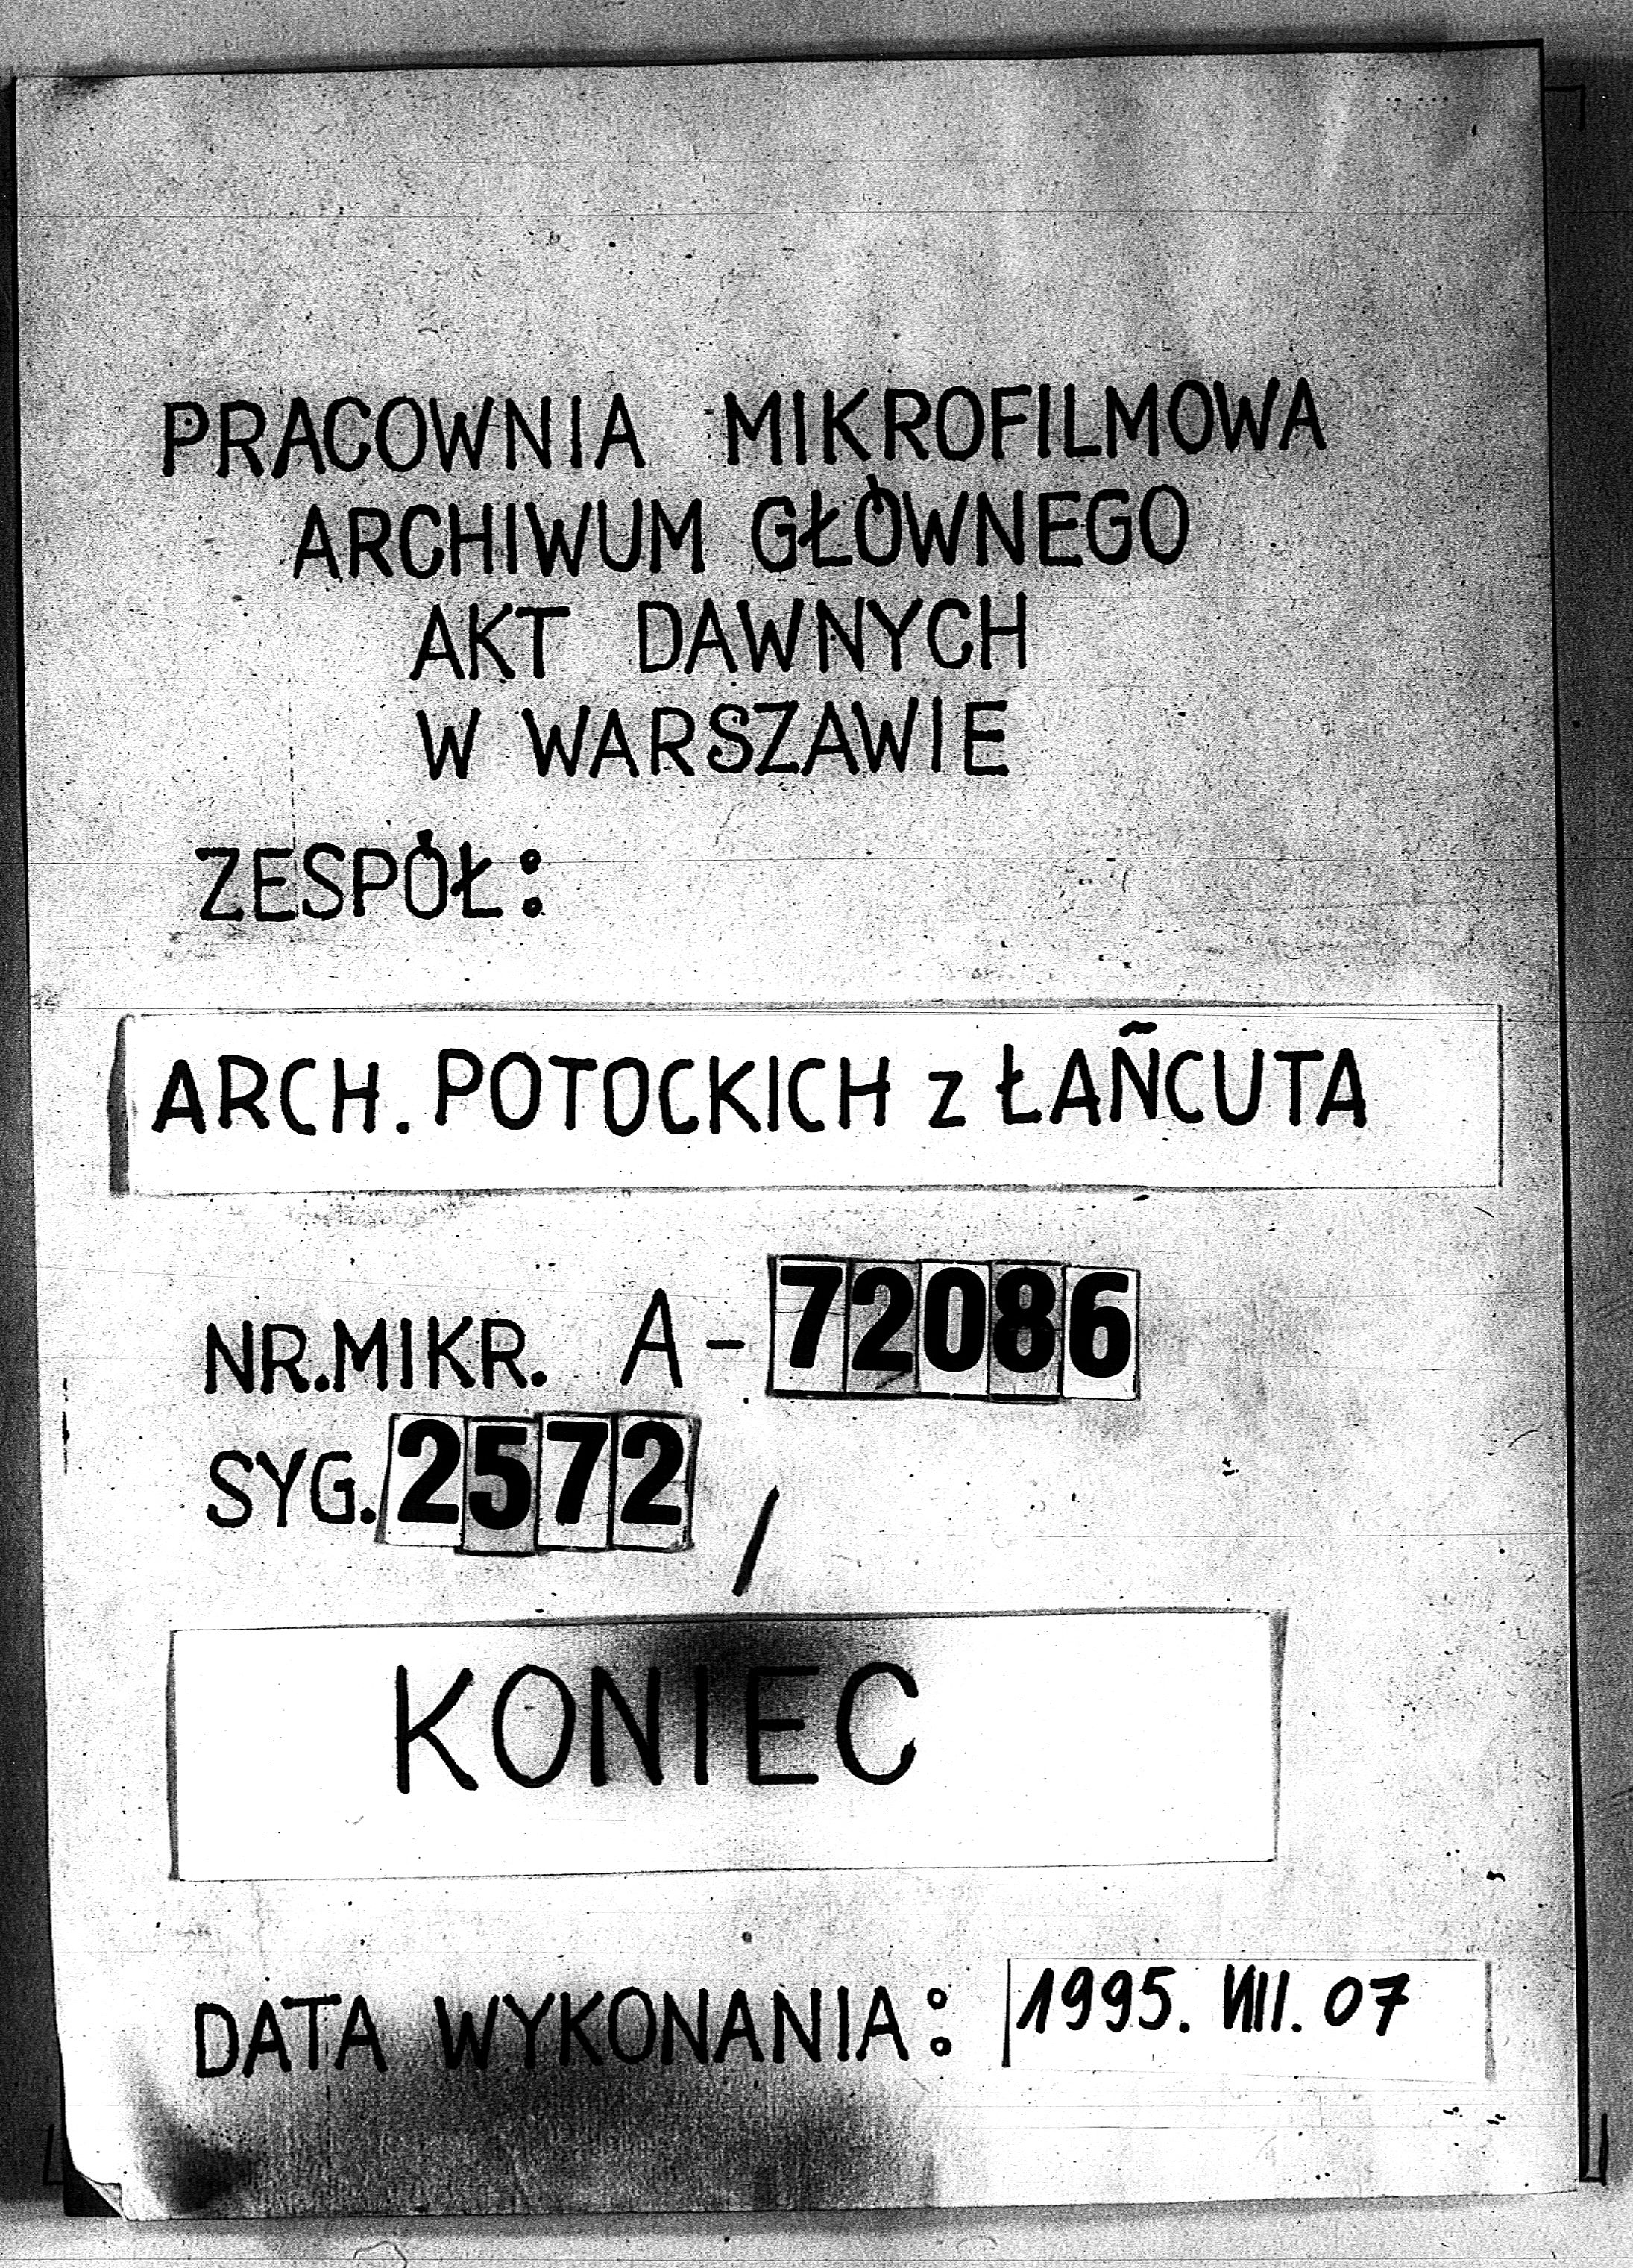 PRACOWNIA MIKROFILMOWA
ARCHIWUM GŁÓWNEGO
AKT DAWNYCH
W WARSZAWIE
ZESPÓŁ:
ARCH. POTOCKICH z ŁAŃCUTA
NR.MIKR. A-72086
SYG. 2572 /
KONIEC
DATA WYKONANIA: 1995. VIII. 07